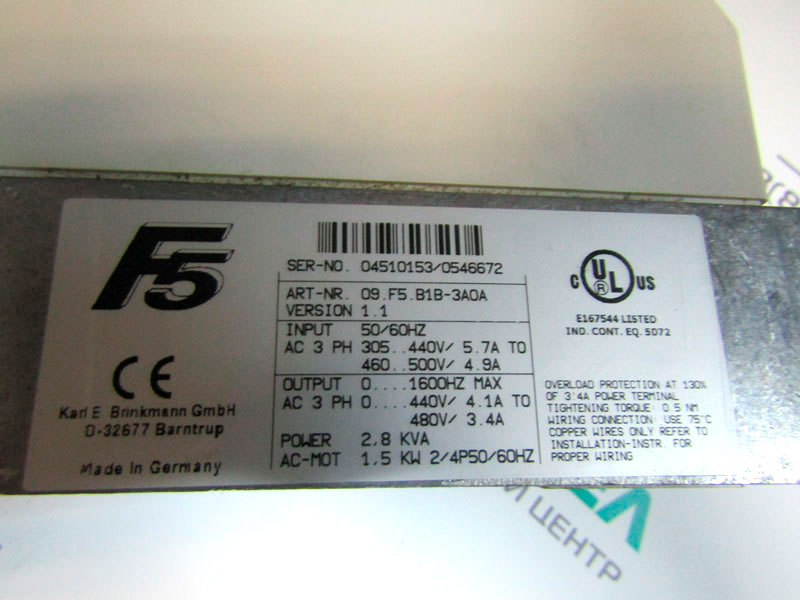 F5
SER-NO. 04510153/0546672
ART-NR. 09.F5.B1B-3A0A
VERSION 1.1
INPUT 50/60HZ
AC 3 PH 305..440V/ 5.7A TO
460..500V/ 4.9A
OUTPUT 0....1600HZ MAX
AC 3 PH 0....440V/ 4.1A TO
480V/ 3.4A
POWER 2,8 KVA
AC-MOT 1,5 KW 2/4P50/60HZ
CE
Karl E. Brinkmann GmbH
D-32677 Barntrup
Made in Germany
C UL US
®
E167544 LISTED
IND. CONT. EQ. 5D72
OVERLOAD PROTECTION AT 130%
OF 3.4A POWER TERMINAL
TIGHTENING TORQUE: 0.5 NM
WIRING CONNECTION: USE 75°C
COPPER WIRES ONLY REFER TO
INSTALLATION-INSTR. FOR
PROPER WIRING
ЦЕНТР